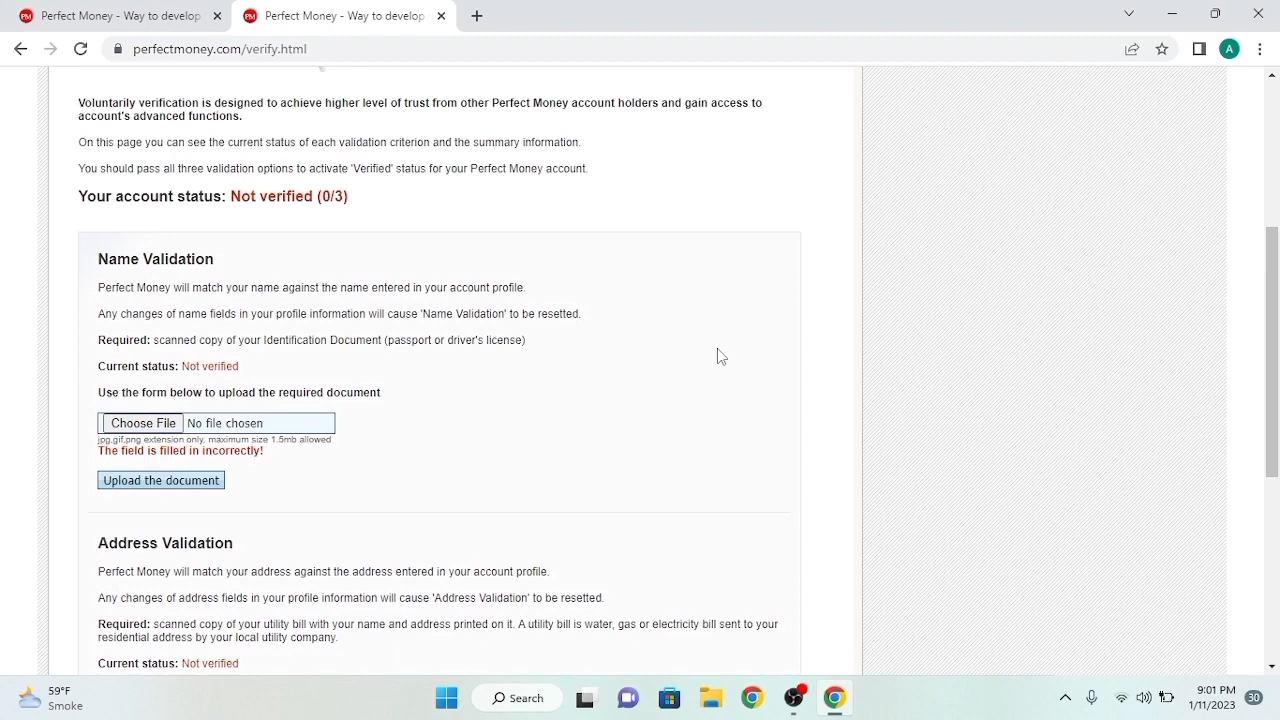 Perfect Money - Way to develop
Perfect Money - Way to develop
perfectmoney.com/verify.html
A
Voluntarily verification is designed to achieve higher level of trust from other Perfect Money account holders and gain access to
account's advanced functions.
On this page you can see the current status of each validation criterion and the summary information.
You should pass all three validation options to activate 'Verified' status for your Perfect Money account.
Your account status: Not verified (0/3)
Name Validation
Perfect Money will match your name against the name entered in your account profile.
Any changes of name fields in your profile information will cause 'Name Validation' to be resetted.
Required: scanned copy of your Identification Document (passport or driver's license)
Current status: Not verified
Use the form below to upload the required document
Choose File No file chosen
jpg,gif,png extension only, maximum size 1.5mb allowed
The field is filled in incorrectly!
Upload the document
Address Validation
Perfect Money will match your address against the address entered in your account profile.
Any changes of address fields in your profile information will cause 'Address Validation' to be resetted.
Required: scanned copy of your utility bill with your name and address printed on it. A utility bill is water, gas or electricity bill sent to your
residential address by your local utility company.
Current status: Not verified
59°F
Smoke
Search
9:01 PM
1/11/2023
30